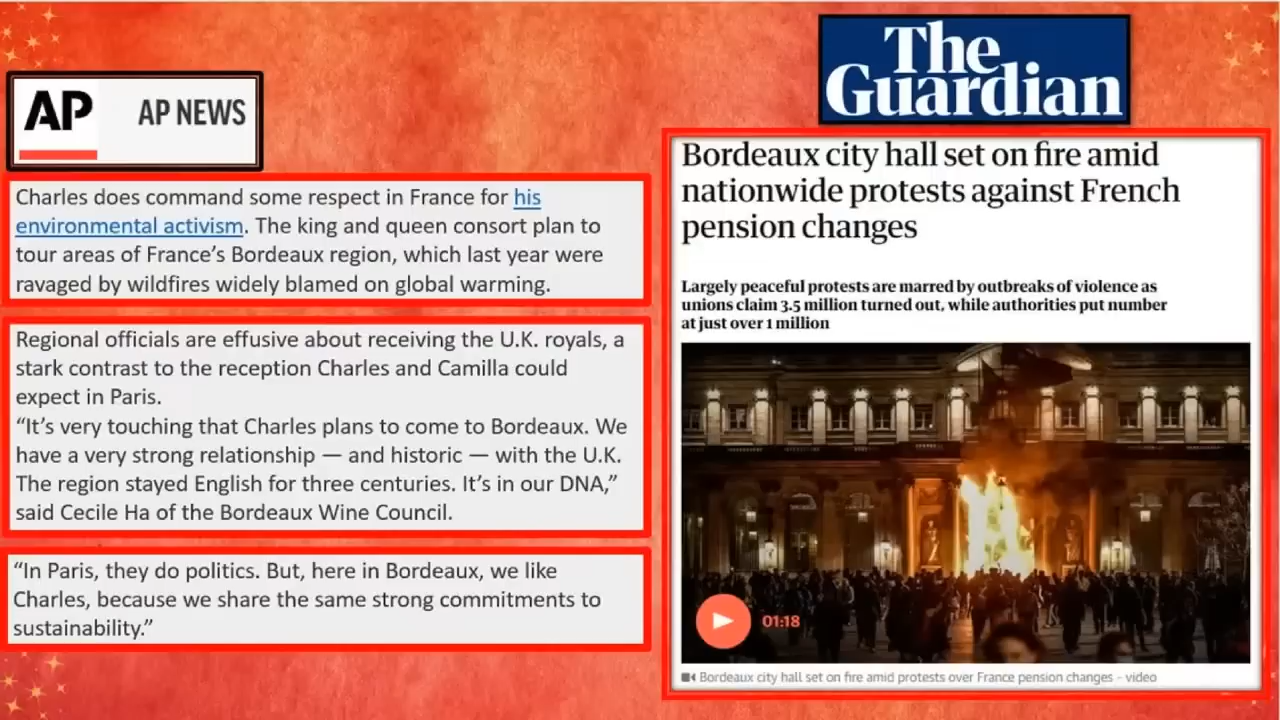 AP AP NEWS
Charles does command some respect in France for his
environmental activism. The king and queen consort plan to
tour areas of France’s Bordeaux region, which last year were
ravaged by wildfires widely blamed on global warming.
Regional officials are effusive about receiving the U.K. royals, a
stark contrast to the reception Charles and Camilla could
expect in Paris.
“It’s very touching that Charles plans to come to Bordeaux. We
have a very strong relationship — and historic — with the U.K.
The region stayed English for three centuries. It’s in our DNA,”
said Cecile Ha of the Bordeaux Wine Council.
“In Paris, they do politics. But, here in Bordeaux, we like
Charles, because we share the same strong commitments to
sustainability.”
The
Guardian
Bordeaux city hall set on fire amid
nationwide protests against French
pension changes
Largely peaceful protests are marred by outbreaks of violence as
unions claim 3.5 million turned out, while authorities put number
at just over 1 million
01:18
Bordeaux city hall set on fire amid protests over France pension changes – video